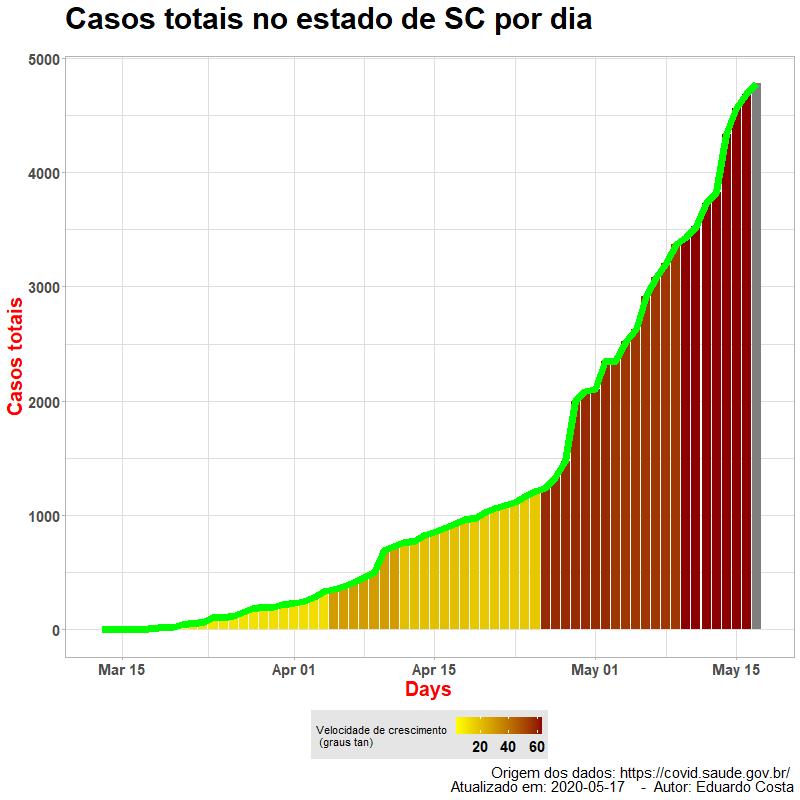 Casos totais no estado de SC por dia
5000
4000
3000
2000
1000
0
Casos totais
Mar 15 Apr 01 Apr 15 May 01 May 15
Days
Velocidade de crescimento
(graus tan)
20 40 60
Origem dos dados: https://covid.saude.gov.br/
Atualizado em: 2020-05-17 - Autor: Eduardo Costa